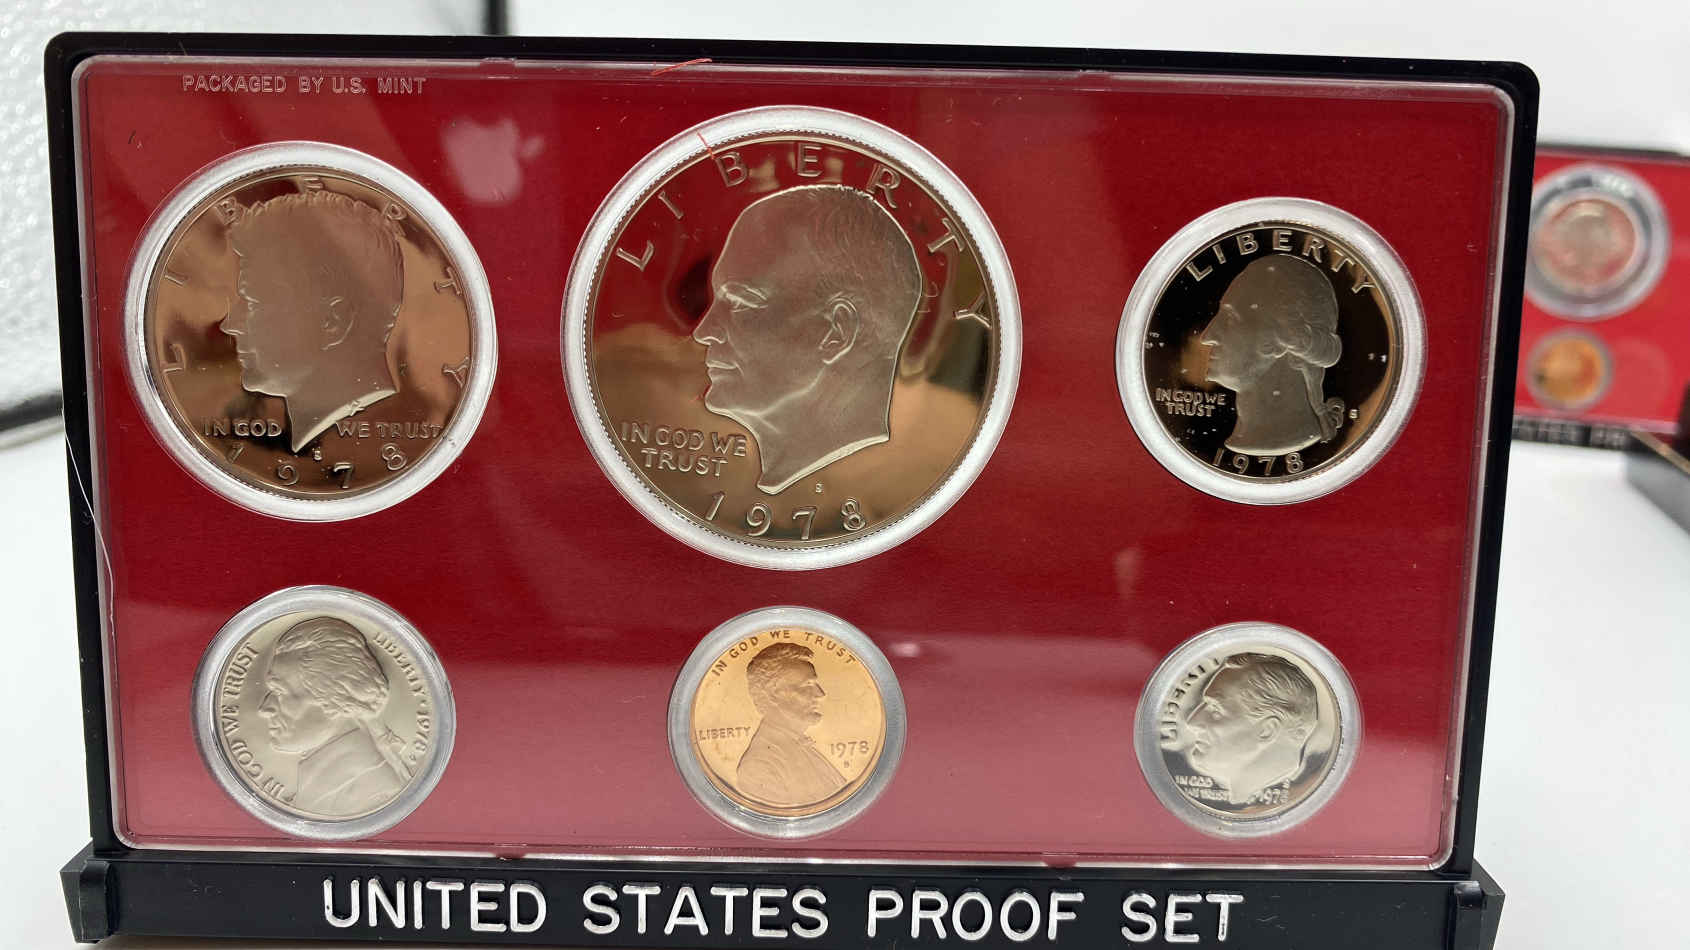 PACKAGED BY U.S. MINT
LIBERTY
IN GOD WE TRUST
S
1978
LIBERTY
IN GOD WE
TRUST
S
1978
LIBERTY
IN GOD WE
TRUST
S
1978
IN GOD WE TRUST
LIBERTY · 1978
S
IN GOD WE TRUST
LIBERTY
1978
S
LIBERTY
IN GOD
WE TRUST
S
1978
UNITED STATES PROOF SET